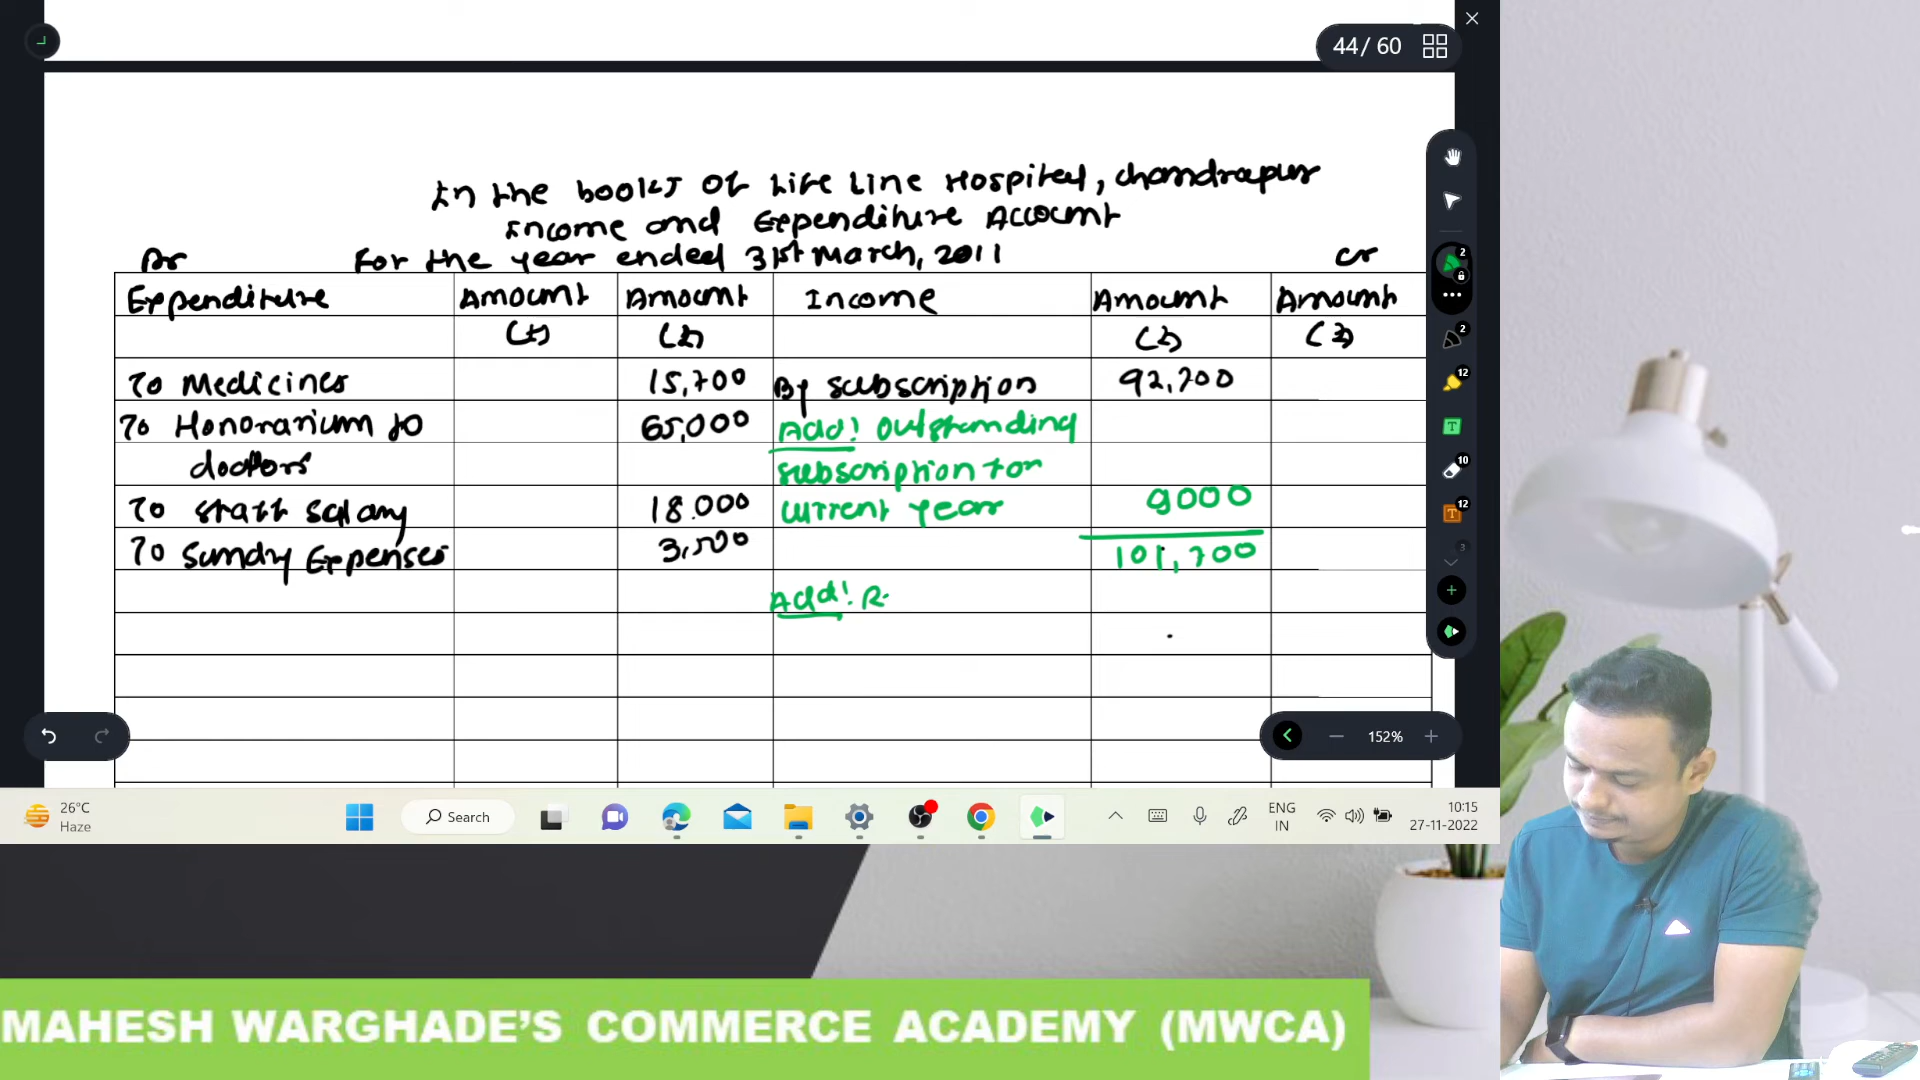 44/ 60
In the books of Life Line Hospital, chandrapur
Income and Expenditure Account
Dr For the year ended 31st March, 2011 cr
Expenditure Amount Amount Income Amount Amount
To Medicines 15,700 By subscription 92,700
To Honorarium to 65,000 Add! Outstanding
doctors subscription for
To staff salary 18.000 current year 9000
To Sundry Expenses 3,500 101,700
Add!
152%
26°C
Haze
Search
ENG
IN
10:15
27-11-2022
MAHESH WARGHADE'S COMMERCE ACADEMY (MWCA)